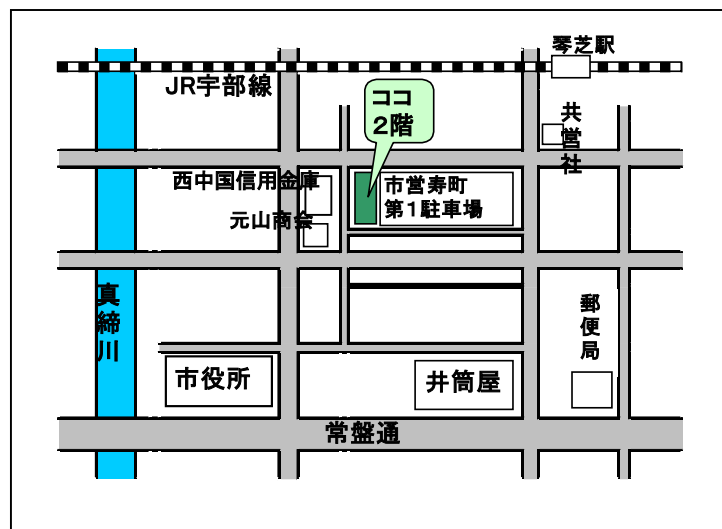 琴芝駅
JR宇部線
ココ
2階
共営社
西中国信用金庫
市営寿町
第1駐車場
元山商会
真締川
郵便局
市役所
井筒屋
常盤通